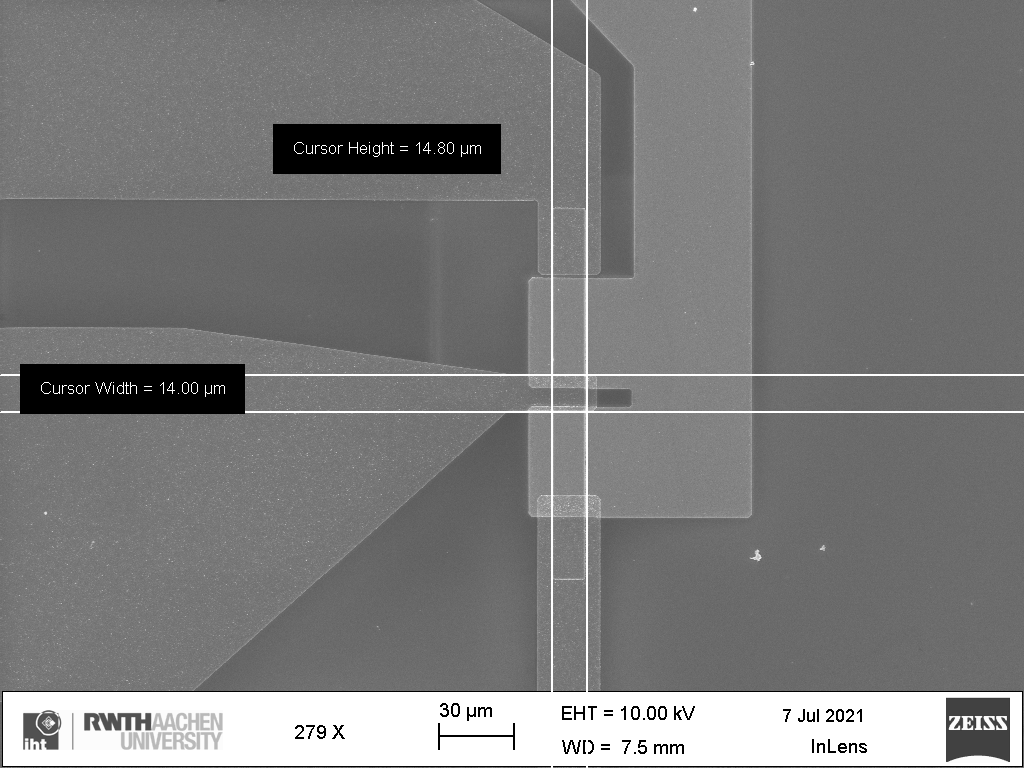 Cursor Height = 14.80 µm
Cursor Width = 14.00 µm
iht
RWTHAACHEN
UNIVERSITY
279 X
30 µm
EHT = 10.00 kV
WD = 7.5 mm
7 Jul 2021
InLens
ZEISS